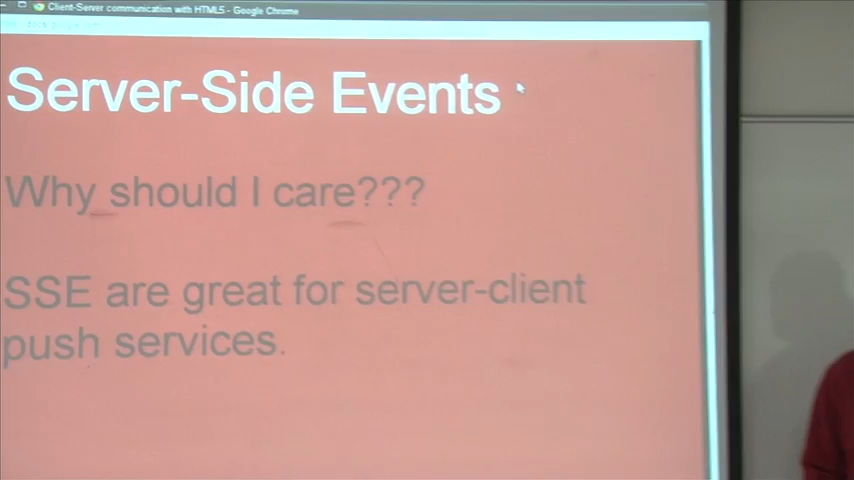 Client-Server communication with HTML5 - Google Chrome
Server-Side Events
Why should I care???
SSE are great for server-client
push services.